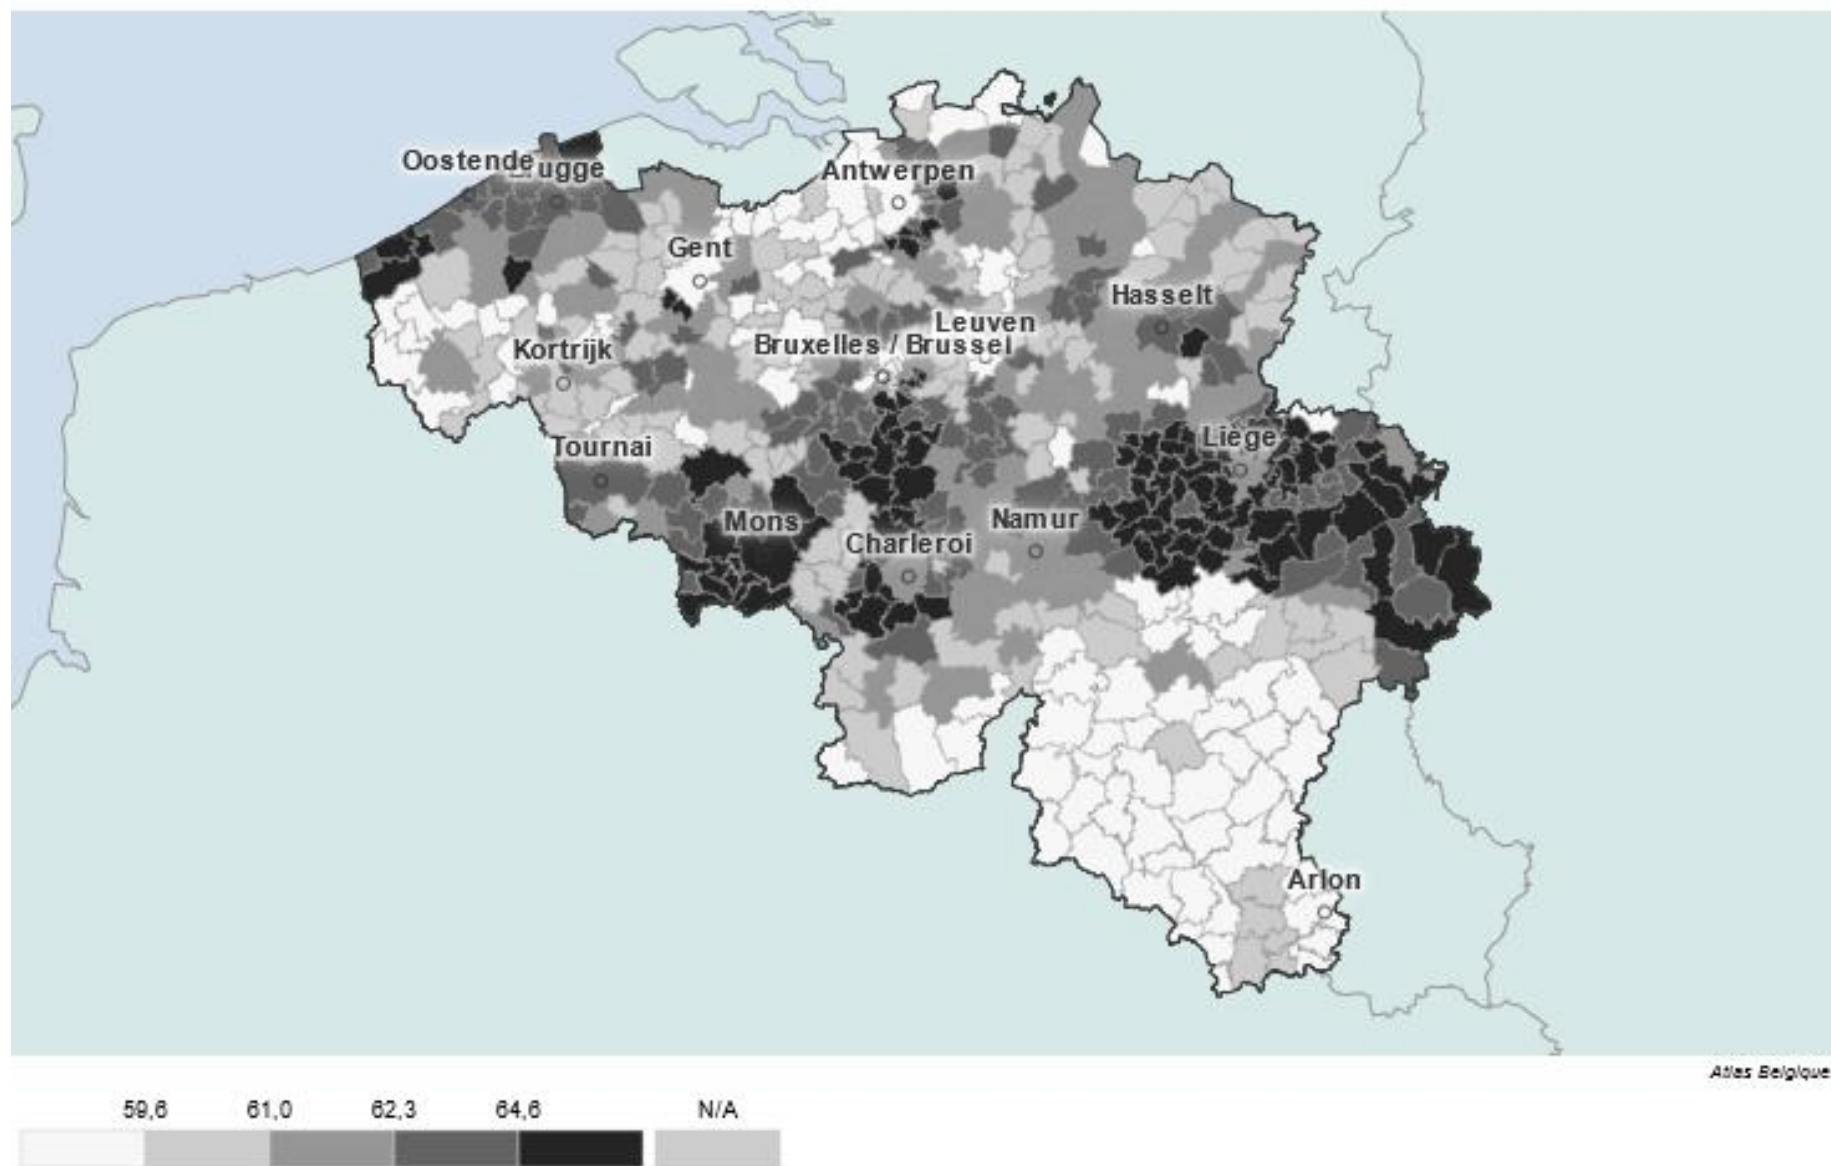 Oostende
Brugge
Antwerpen
Gent
Hasselt
Leuven
Kortrijk
Bruxelles / Brussel
Liège
Tournai
Mons
Namur
Charleroi
Arlon
Atlas Belgique
59,6 61,0 62,3 64,6 N/A